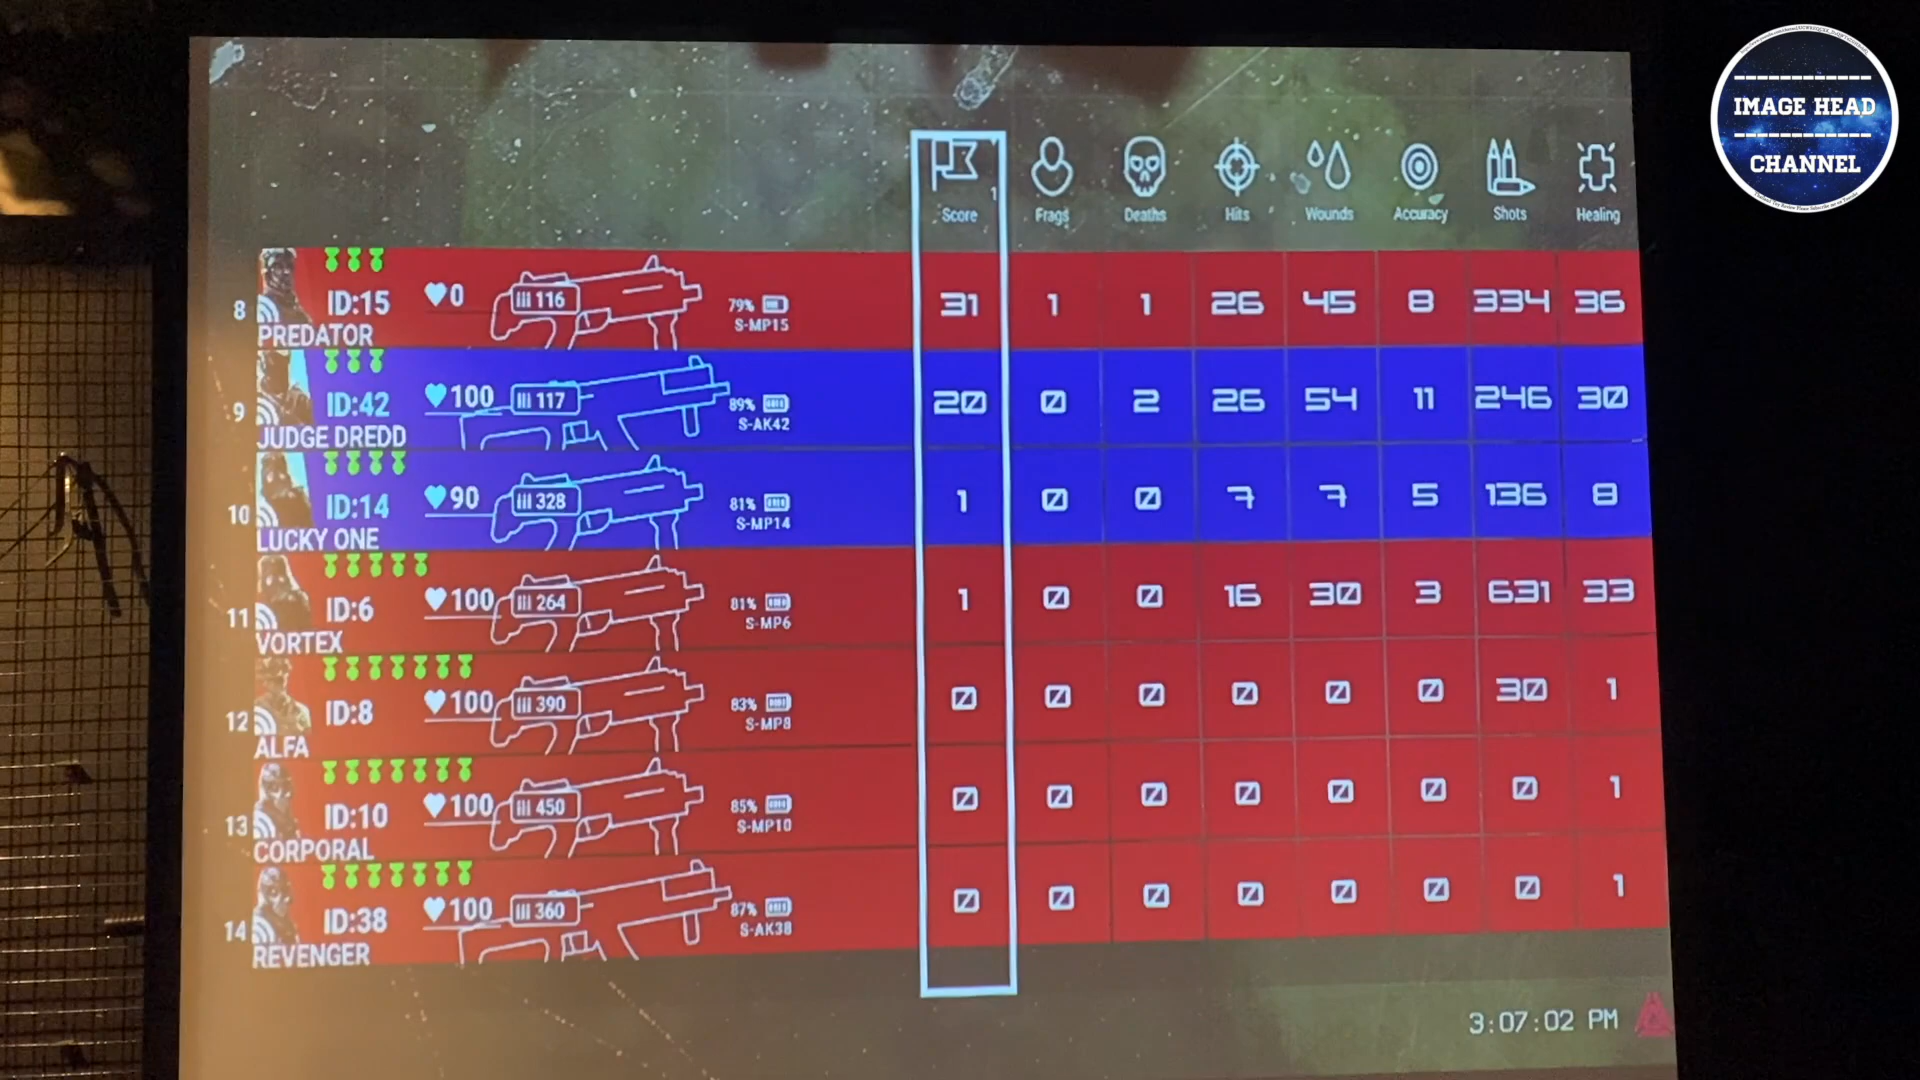 IMAGE HEAD
CHANNEL
1
Score Frags Deaths Hits Wounds Accuracy Shots Healing
8 ID:15 0 116 79% S-MP15 31 1 1 26 45 8 334 36
PREDATOR
9 ID:42 100 117 89% S-AK42 20 0 2 26 54 11 246 30
JUDGE DREDD
10 ID:14 90 328 81% S-MP14 1 0 0 7 7 5 136 8
LUCKY ONE
11 ID:6 100 264 81% S-MP6 1 0 0 16 30 3 631 33
VORTEX
12 ID:8 100 390 83% S-MP8 0 0 0 0 0 0 30 1
ALFA
13 ID:10 100 450 85% S-MP10 0 0 0 0 0 0 0 1
CORPORAL
14 ID:38 100 360 87% S-AK38 0 0 0 0 0 0 0 1
REVENGER
3:07:02 PM